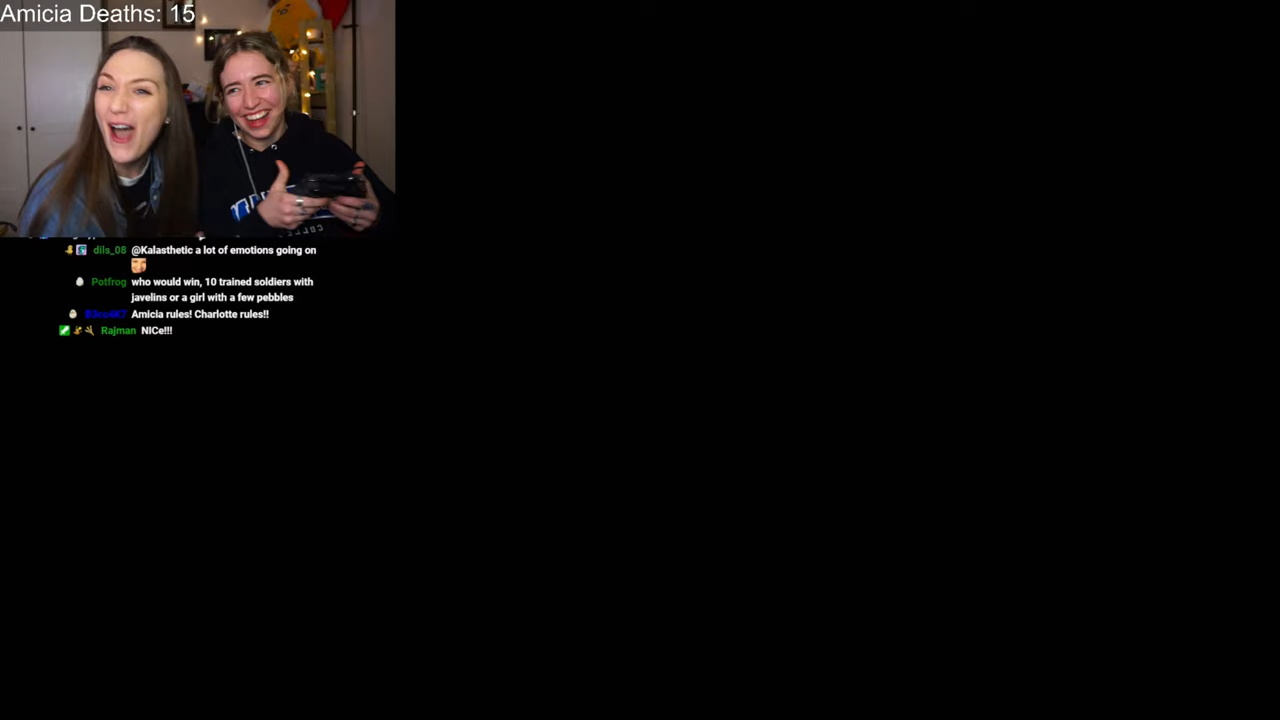 Amicia Deaths: 15
dils_08 @Kalasthetic a lot of emotions going on
Potfrog who would win, 10 trained soldiers with
javelins or a girl with a few pebbles
Amicia rules! Charlotte rules!!
Rajman NICe!!!